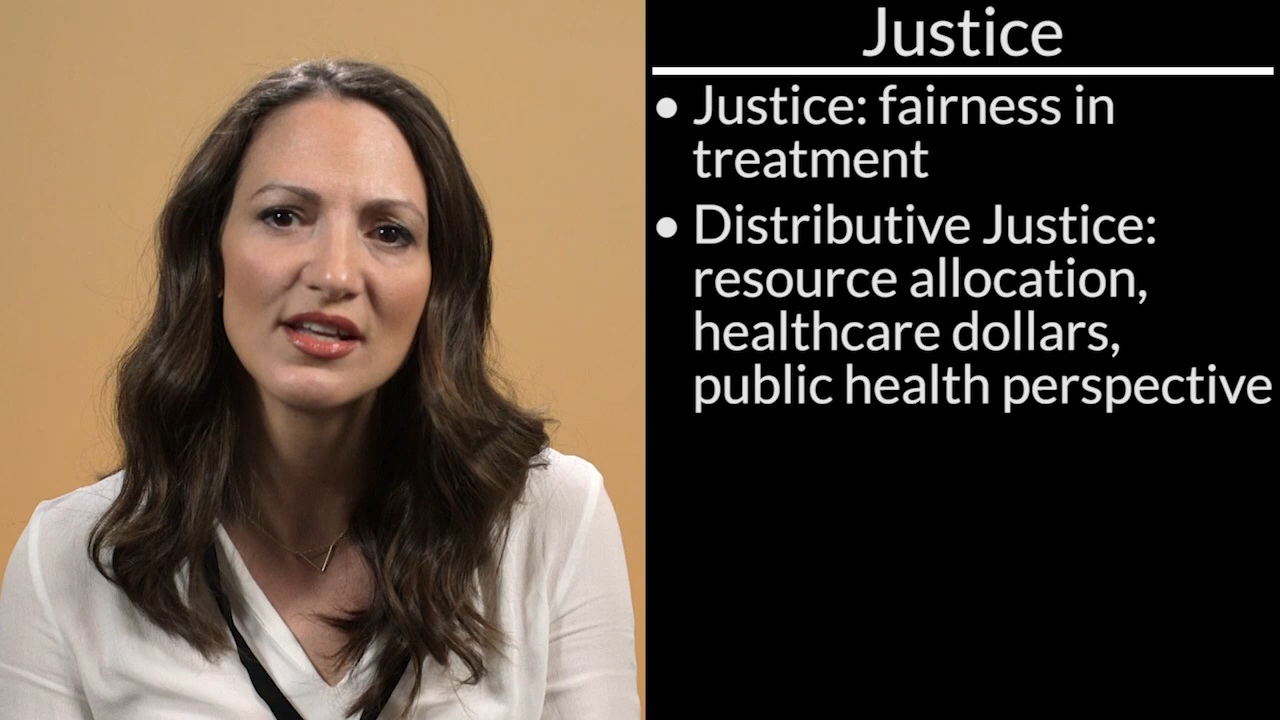 Justice
• Justice: fairness in
treatment
• Distributive Justice:
resource allocation,
healthcare dollars,
public health perspective